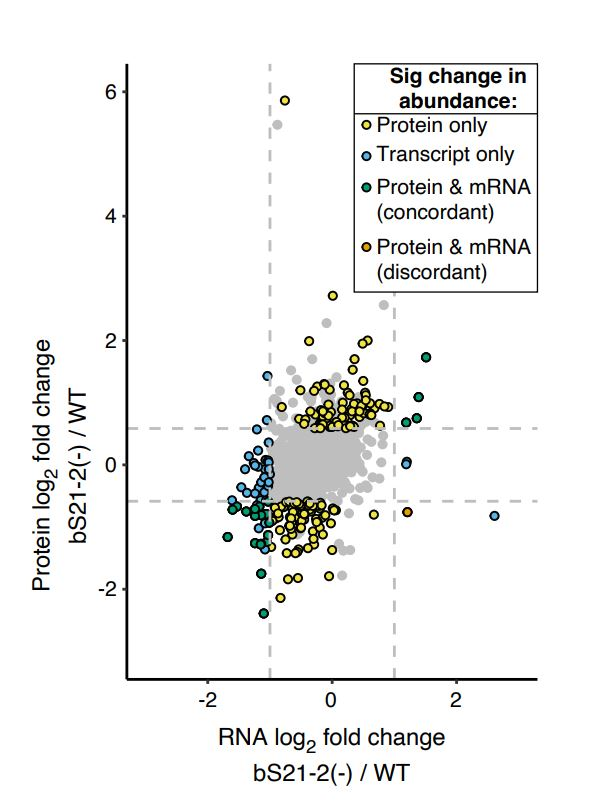 Sig change in
abundance:
Protein only
Transcript only
Protein & mRNA
(concordant)
Protein & mRNA
(discordant)
6
4
2
0
-2
Protein log2 fold change
bS21-2(-) / WT
-2
0
2
RNA log2 fold change
bS21-2(-) / WT